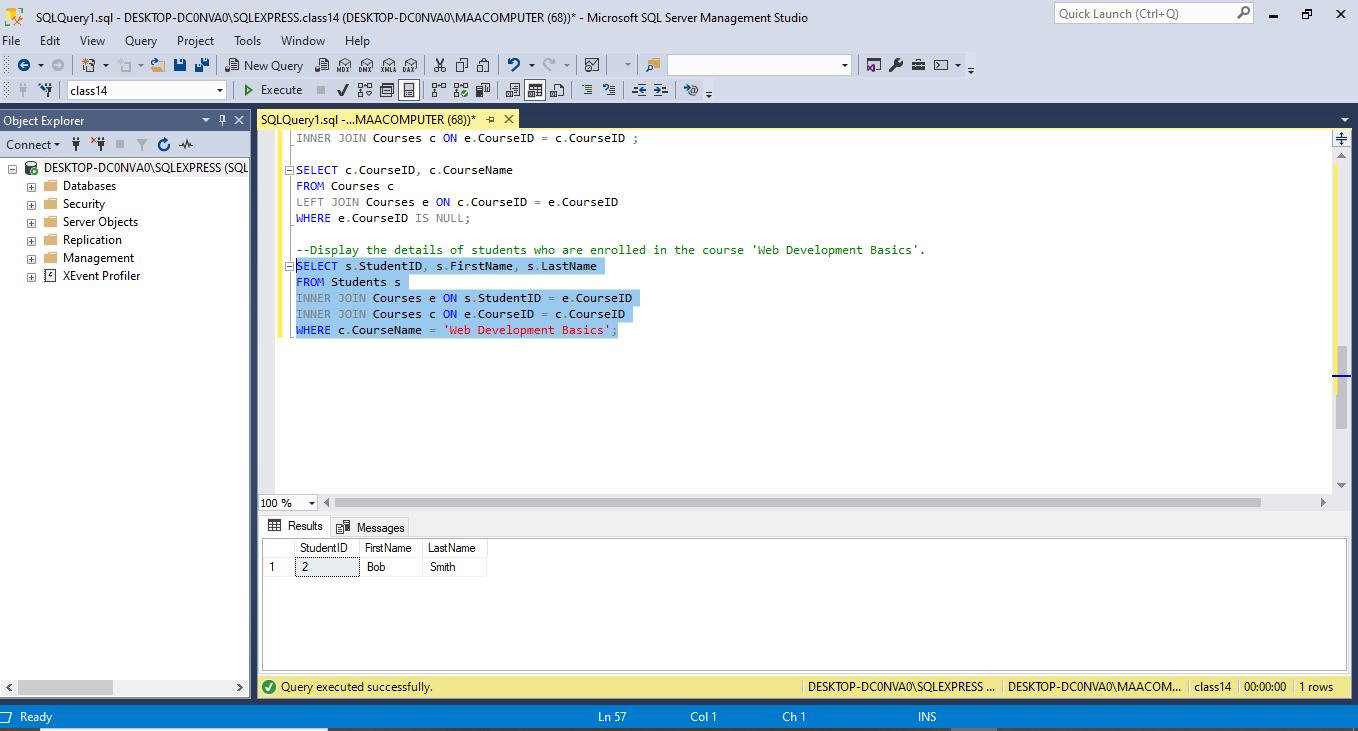 SQLQuery1.sql - DESKTOP-DC0NVA0\SQLEXPRESS.class14 (DESKTOP-DC0NVA0\MAACOMPUTER (68))* - Microsoft SQL Server Management Studio
Quick Launch (Ctrl+Q)
File Edit View Query Project Tools Window Help
New Query MDX DMX XMLA DAX
class14 Execute
Object Explorer
Connect
DESKTOP-DC0NVA0\SQLEXPRESS (SQL
Databases
Security
Server Objects
Replication
Management
XEvent Profiler
SQLQuery1.sql -...MAACOMPUTER (68))*
INNER JOIN Courses c ON e.CourseID = c.CourseID ;
SELECT c.CourseID, c.CourseName
FROM Courses c
LEFT JOIN Courses e ON c.CourseID = e.CourseID
WHERE e.CourseID IS NULL;
--Display the details of students who are enrolled in the course 'Web Development Basics'.
SELECT s.StudentID, s.FirstName, s.LastName
FROM Students s
INNER JOIN Courses e ON s.StudentID = e.CourseID
INNER JOIN Courses c ON e.CourseID = c.CourseID
WHERE c.CourseName = 'Web Development Basics';
100 %
Results Messages
StudentID FirstName LastName
1 2 Bob Smith
Query executed successfully. DESKTOP-DC0NVA0\SQLEXPRESS ... DESKTOP-DC0NVA0\MAACOM... class14 00:00:00 1 rows
Ready Ln 57 Col 1 Ch 1 INS